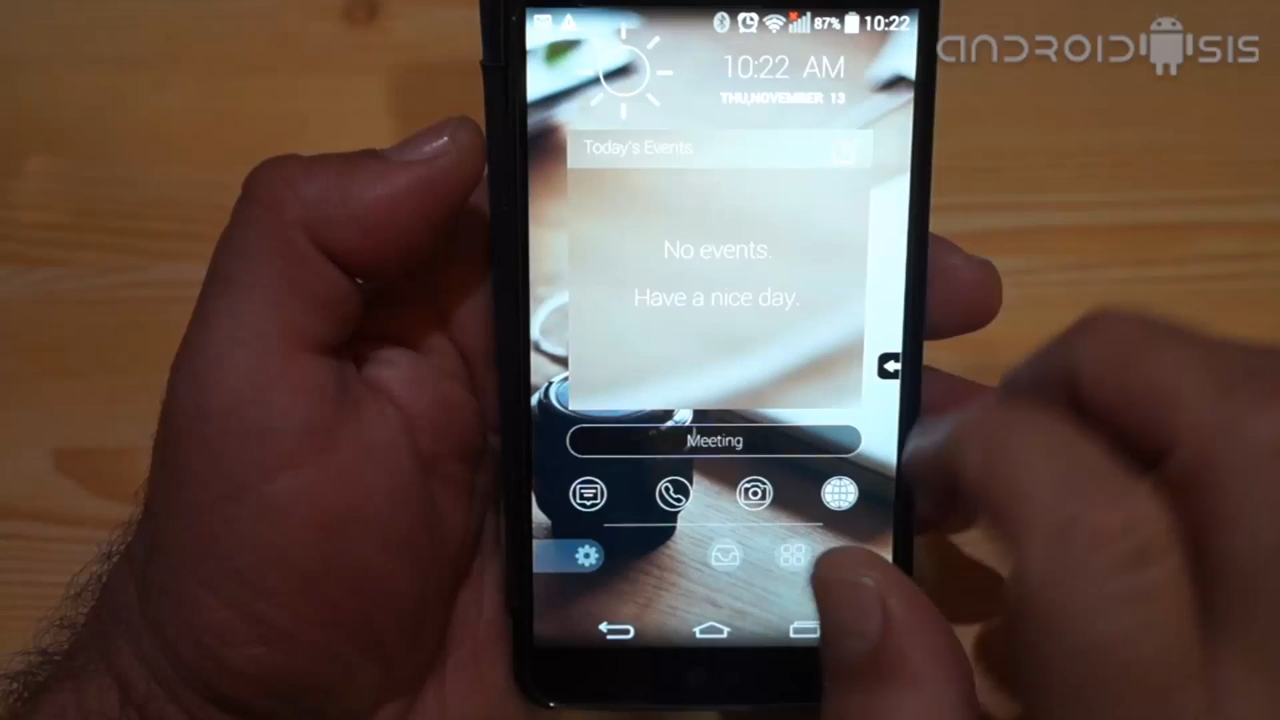 87% 10:22
ANDROIDSIS
10:22 AM
THU,NOVEMBER 13
Today's Events
No events.
Have a nice day.
Meeting